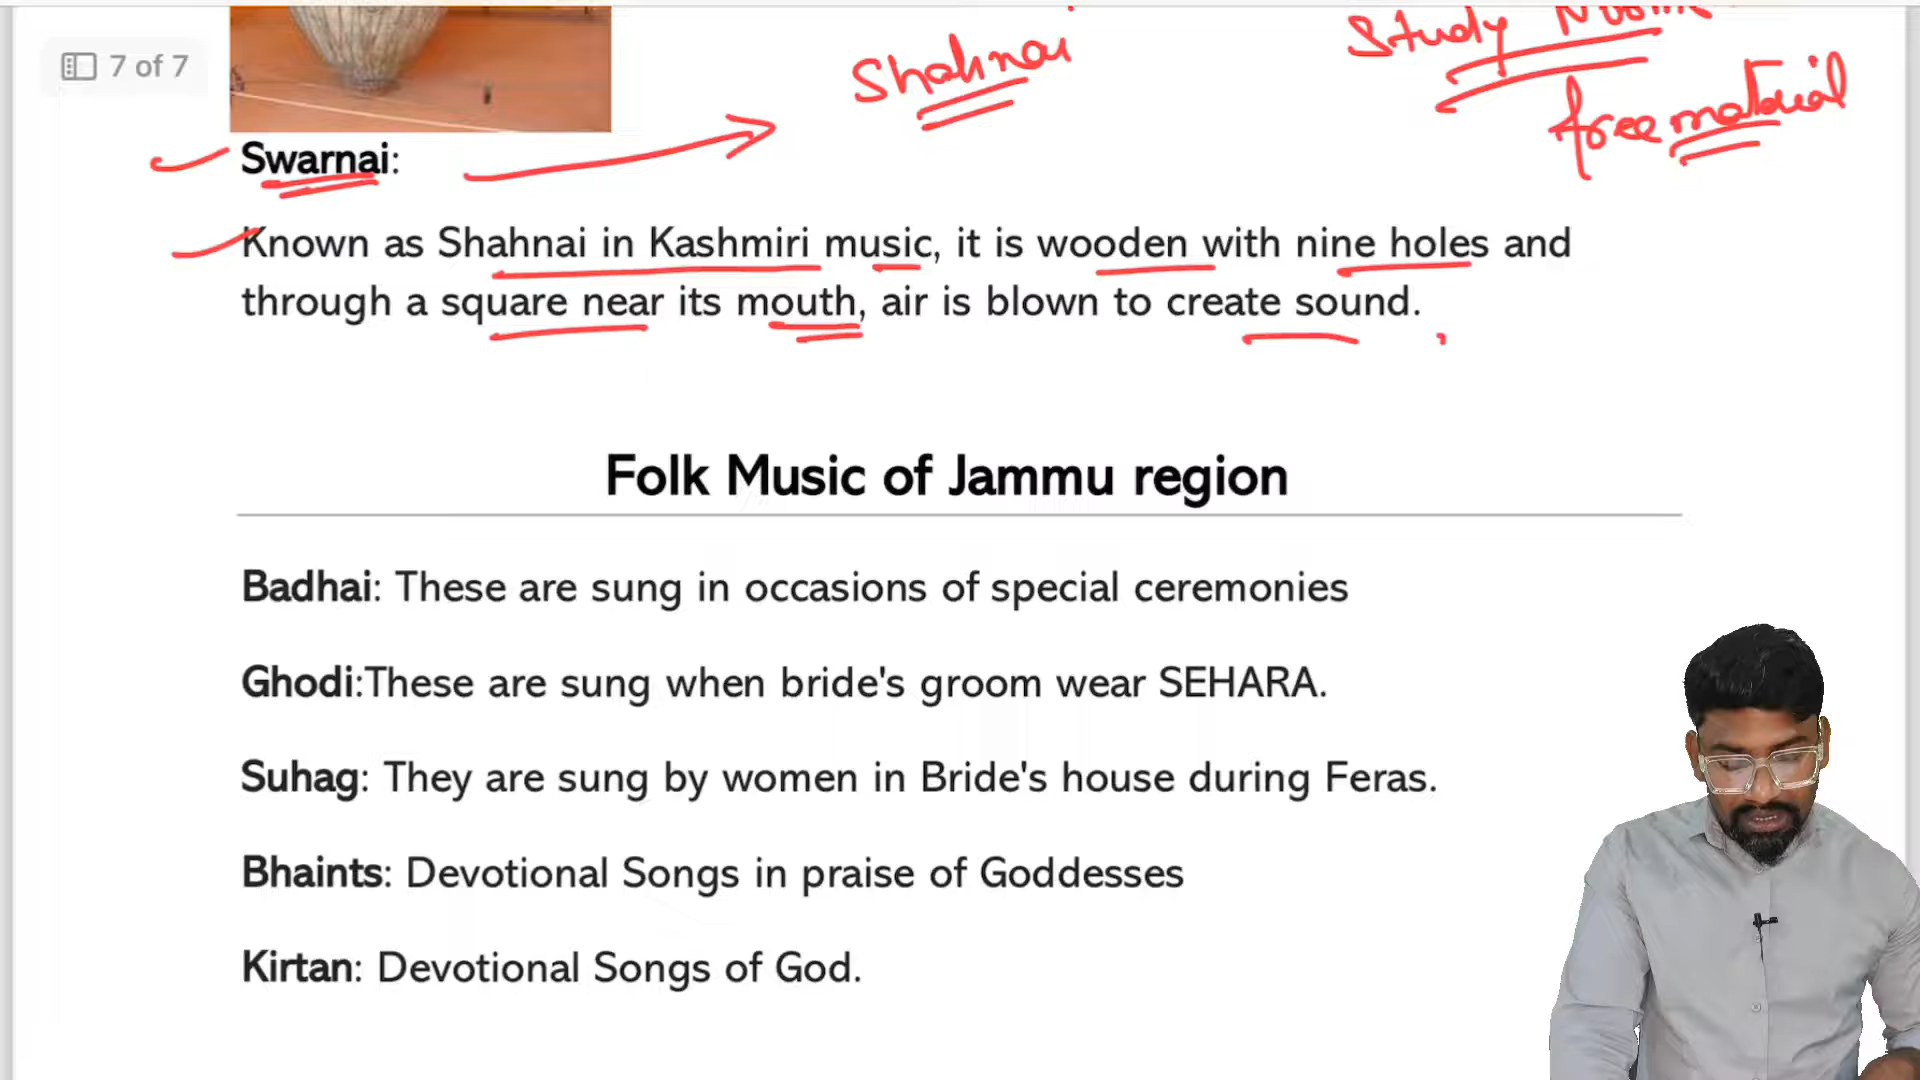 7 of 7
Shahnai
Study
free material
Swarnai:
Known as Shahnai in Kashmiri music, it is wooden with nine holes and
through a square near its mouth, air is blown to create sound.
Folk Music of Jammu region
Badhai: These are sung in occasions of special ceremonies
Ghodi:These are sung when bride's groom wear SEHARA.
Suhag: They are sung by women in Bride's house during Feras.
Bhaints: Devotional Songs in praise of Goddesses
Kirtan: Devotional Songs of God.